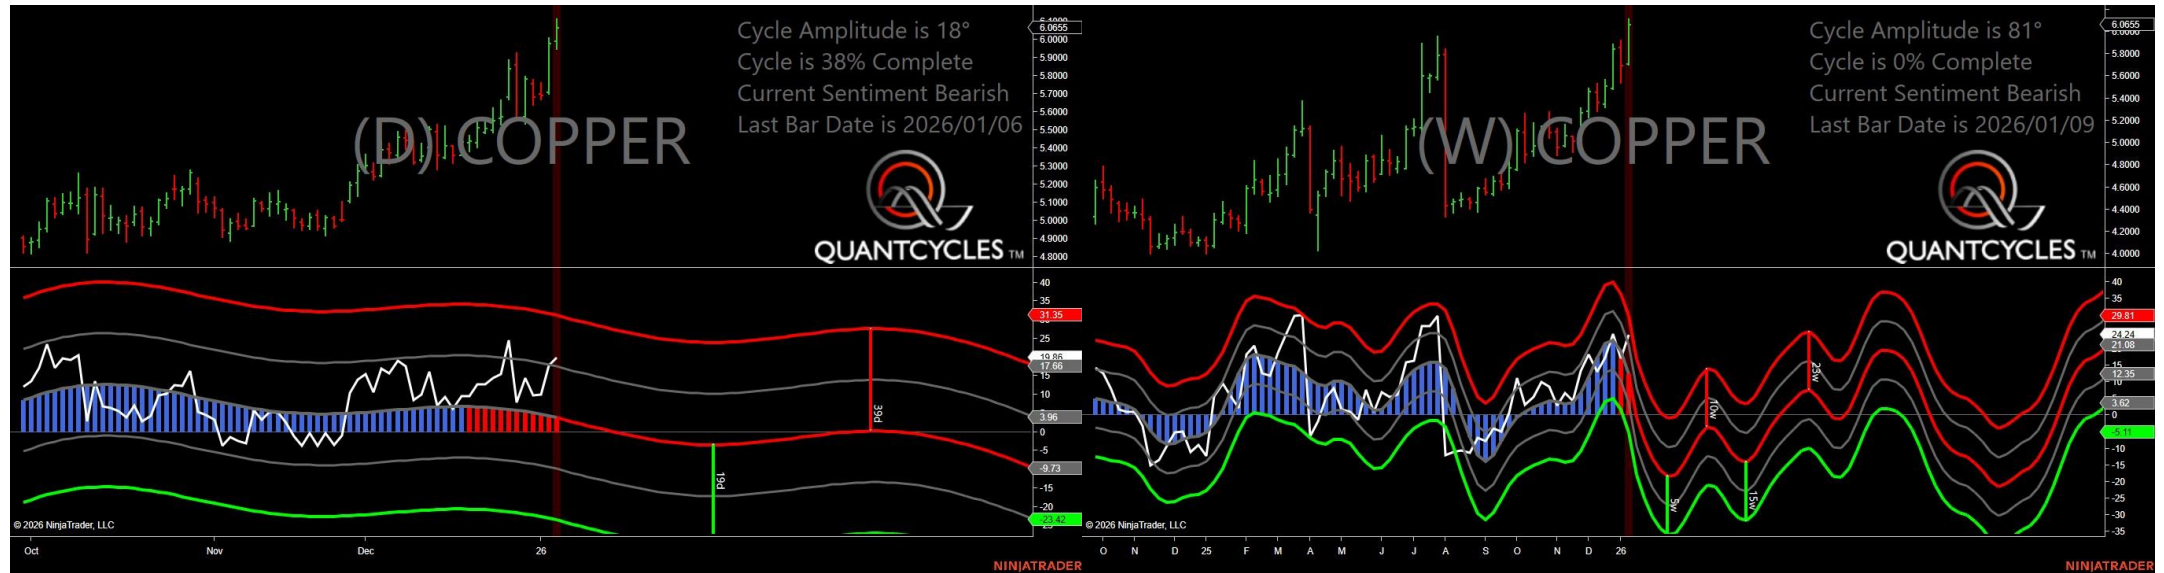 Cycle Amplitude is 18°
Cycle is 38% Complete
Current Sentiment Bearish
Last Bar Date is 2026/01/06
(D) COPPER
QUANTCYCLES TM
6.0655
6.0000
5.9000
5.8000
5.7000
5.6000
5.5000
5.4000
5.3000
5.2000
5.1000
5.0000
4.9000
4.8000
40
35
31.35
25
19.86
17.66
15
10
3.96
0
-5
-9.73
-15
-20
-23.42
39d
19d
© 2026 NinjaTrader, LLC
Oct
Nov
Dec
26
NINJATRADER
Cycle Amplitude is 81°
Cycle is 0% Complete
Current Sentiment Bearish
Last Bar Date is 2026/01/09
(W) COPPER
QUANTCYCLES TM
6.0655
5.8000
5.6000
5.4000
5.2000
5.0000
4.8000
4.6000
4.4000
4.2000
4.0000
40
35
29.81
24.24
21.08
15
12.35
10
3.62
0
-5.11
-10
-15
-20
-25
-30
-35
10w
23w
5w
15w
© 2026 NinjaTrader, LLC
O
N
D
25
F
M
A
M
J
J
A
S
O
N
D
26
NINJATRADER